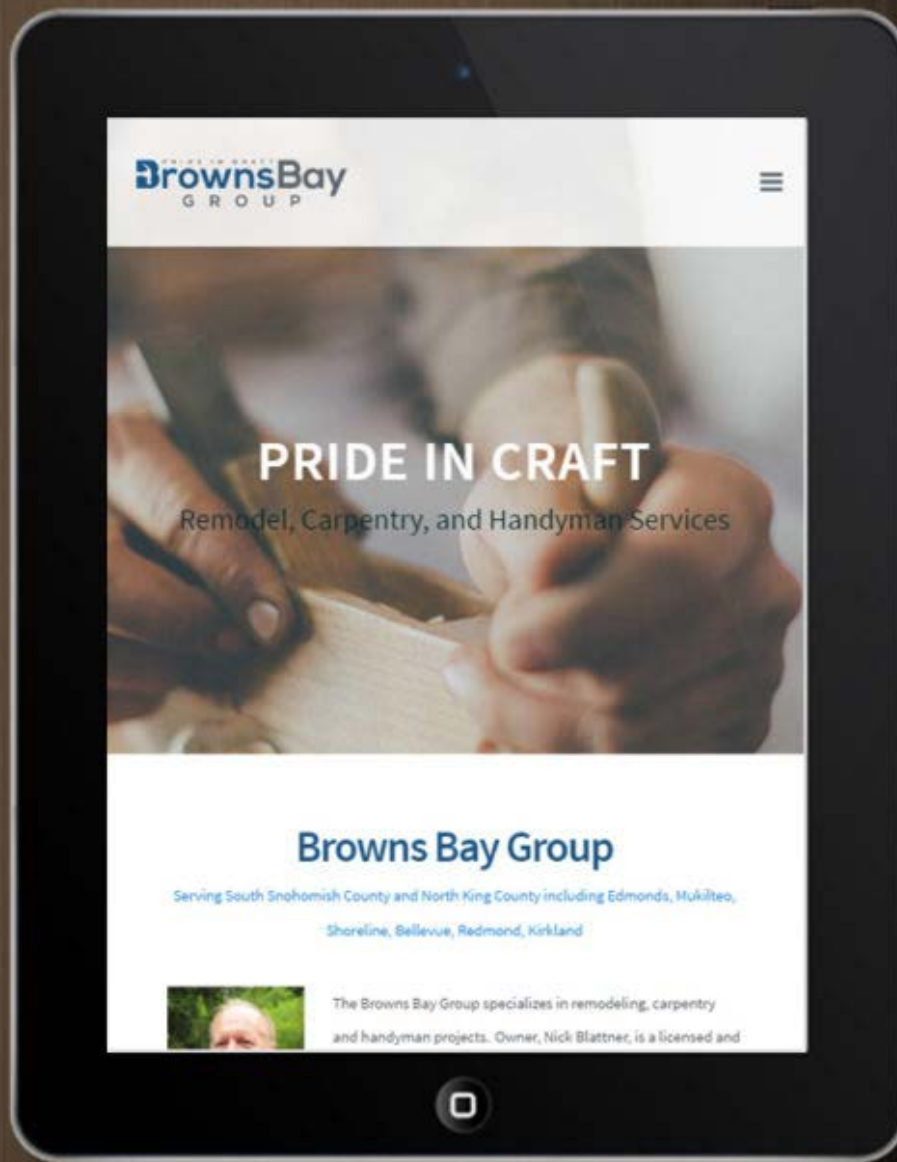 PRIDE IN CRAFT
BrownsBay
GROUP
PRIDE IN CRAFT
Remodel, Carpentry, and Handyman Services
Browns Bay Group
Serving South Snohomish County and North King County including Edmonds, Mukilteo,
Shoreline, Bellevue, Redmond, Kirkland
The Browns Bay Group specializes in remodeling, carpentry
and handyman projects. Owner, Nick Blattner, is a licensed and